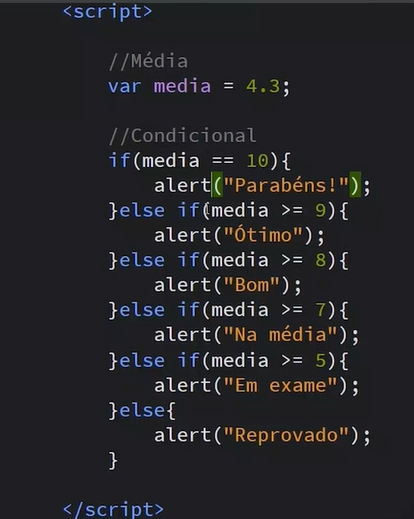 <script>
//Média
var media = 4.3;
//Condicional
if(media == 10){
alert("Parabéns!");
}else if(media >= 9){
alert("Ótimo");
}else if(media >= 8){
alert("Bom");
}else if(media >= 7){
alert("Na média");
}else if(media >= 5){
alert("Em exame");
}else{
alert("Reprovado");
}
</script>